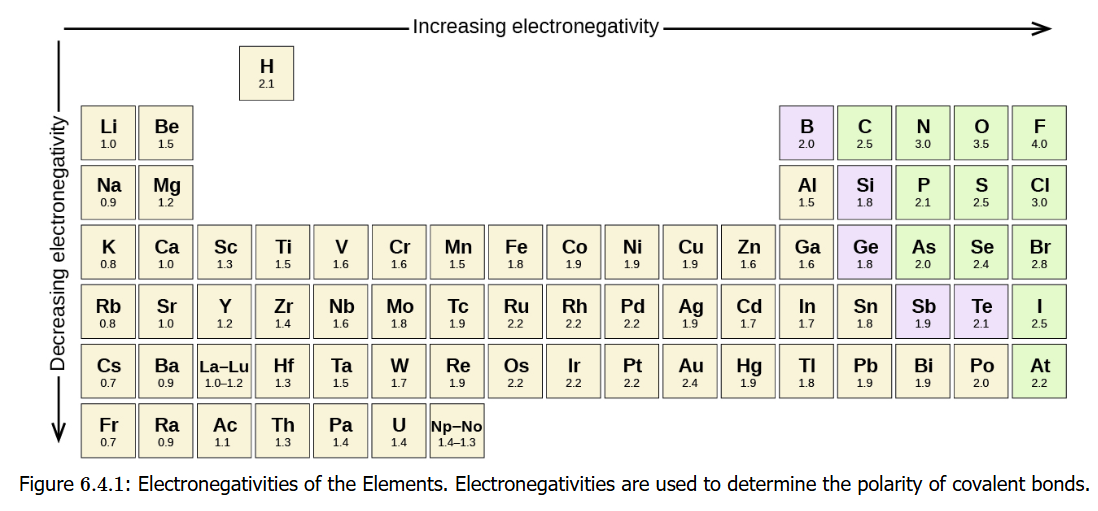 Increasing electronegativity
Decreasing electronegativity
H
2.1
Li Be B C N O F
1.0 1.5 2.0 2.5 3.0 3.5 4.0
Na Mg Al Si P S Cl
0.9 1.2 1.5 1.8 2.1 2.5 3.0
K Ca Sc Ti V Cr Mn Fe Co Ni Cu Zn Ga Ge As Se Br
0.8 1.0 1.3 1.5 1.6 1.6 1.5 1.8 1.9 1.9 1.9 1.6 1.6 1.8 2.0 2.4 2.8
Rb Sr Y Zr Nb Mo Tc Ru Rh Pd Ag Cd In Sn Sb Te I
0.8 1.0 1.2 1.4 1.6 1.8 1.9 2.2 2.2 2.2 1.9 1.7 1.7 1.8 1.9 2.1 2.5
Cs Ba La–Lu Hf Ta W Re Os Ir Pt Au Hg Tl Pb Bi Po At
0.7 0.9 1.0–1.2 1.3 1.5 1.7 1.9 2.2 2.2 2.2 2.4 1.9 1.8 1.9 1.9 2.0 2.2
Fr Ra Ac Th Pa U Np–No
0.7 0.9 1.1 1.3 1.4 1.4 1.4–1.3
Figure 6.4.1: Electronegativities of the Elements. Electronegativities are used to determine the polarity of covalent bonds.